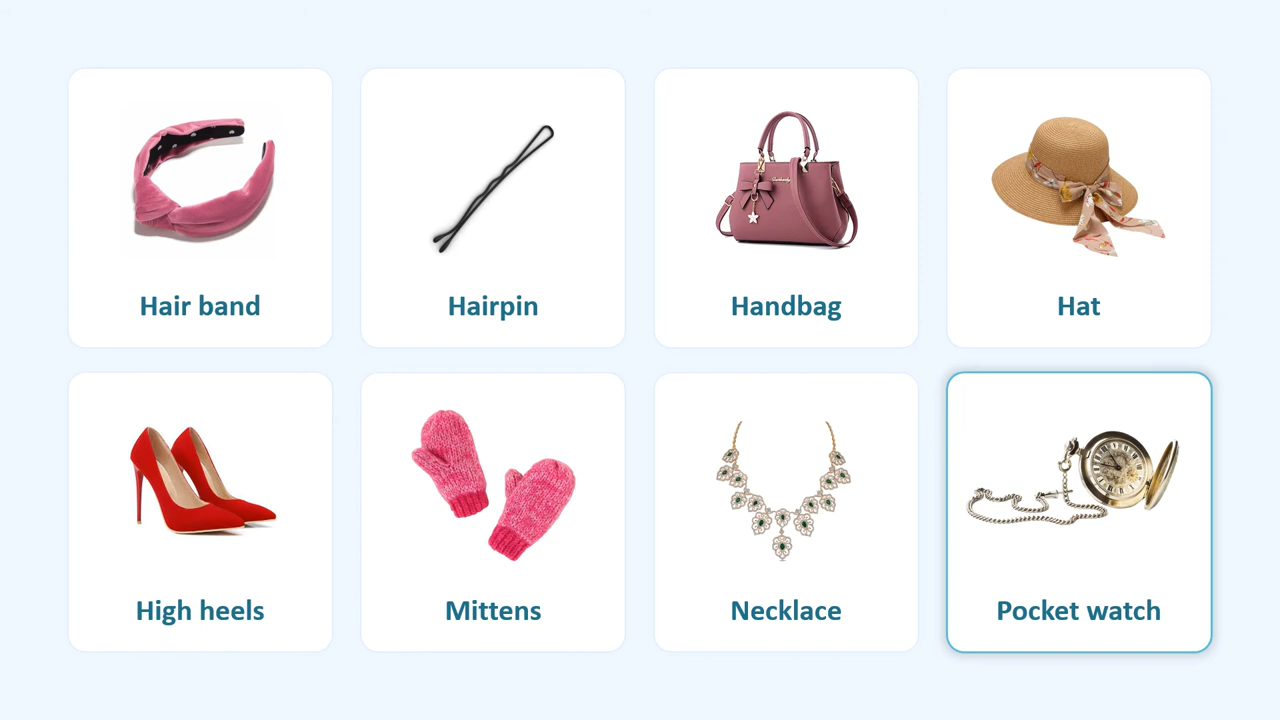 Hair band
Hairpin
Handbag
Hat
High heels
Mittens
Necklace
Pocket watch